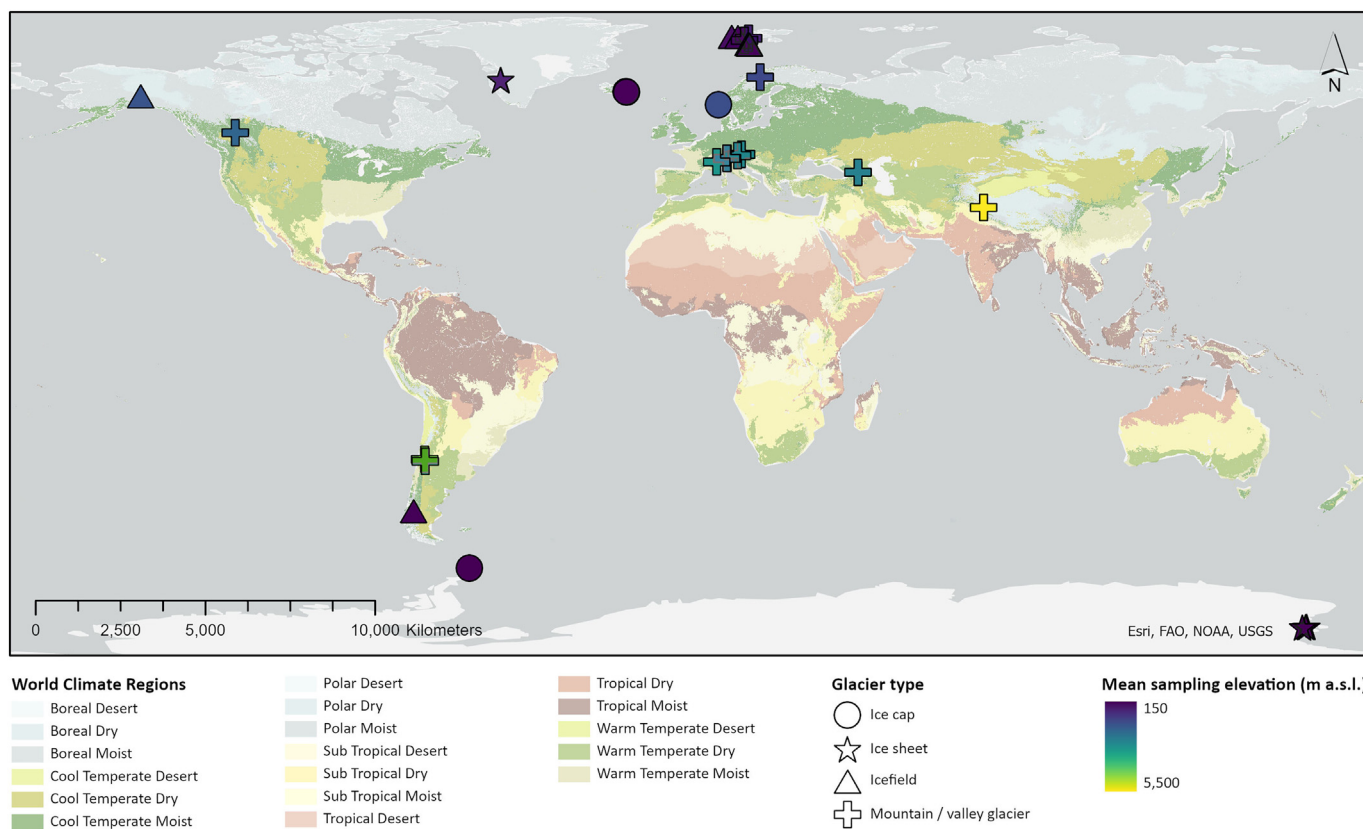 N
0 2,500 5,000 10,000 Kilometers
Esri, FAO, NOAA, USGS
World Climate Regions
Boreal Desert
Boreal Dry
Boreal Moist
Cool Temperate Desert
Cool Temperate Dry
Cool Temperate Moist
Polar Desert
Polar Dry
Polar Moist
Sub Tropical Desert
Sub Tropical Dry
Sub Tropical Moist
Tropical Desert
Tropical Dry
Tropical Moist
Warm Temperate Desert
Warm Temperate Dry
Warm Temperate Moist
Glacier type
Ice cap
Ice sheet
Icefield
Mountain / valley glacier
Mean sampling elevation (m a.s.l.)
150
5,500